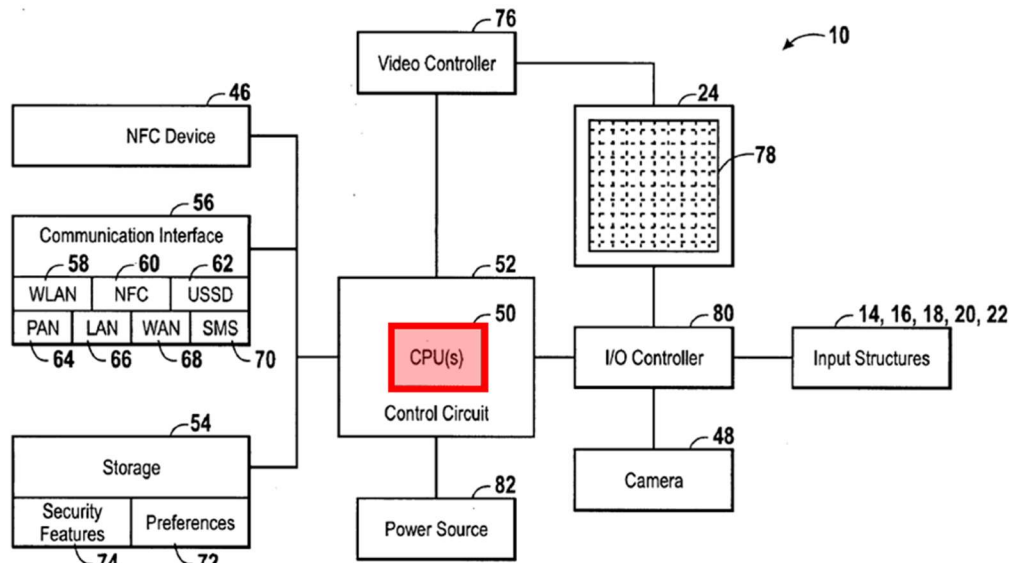 76
10
Video Controller
46
24
NFC Device
78
56
Communication Interface
58 60 62
WLAN NFC USSD
PAN LAN WAN SMS
64 66 68 70
52
50
CPU(s)
Control Circuit
80
I/O Controller
14, 16, 18, 20, 22
Input Structures
54
Storage
Security Features
Preferences
74 72
82
Power Source
48
Camera